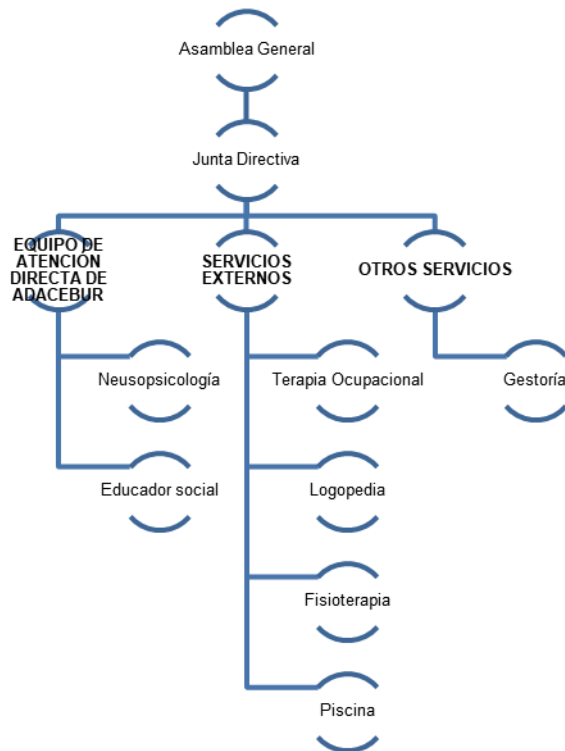 Asamblea General
Junta Directiva
EQUIPO DE
ATENCIÓN
DIRECTA DE
ADACEBUR
SERVICIOS
EXTERNOS
OTROS SERVICIOS
Neusopsicología
Terapia Ocupacional
Gestoría
Educador social
Logopedia
Fisioterapia
Piscina